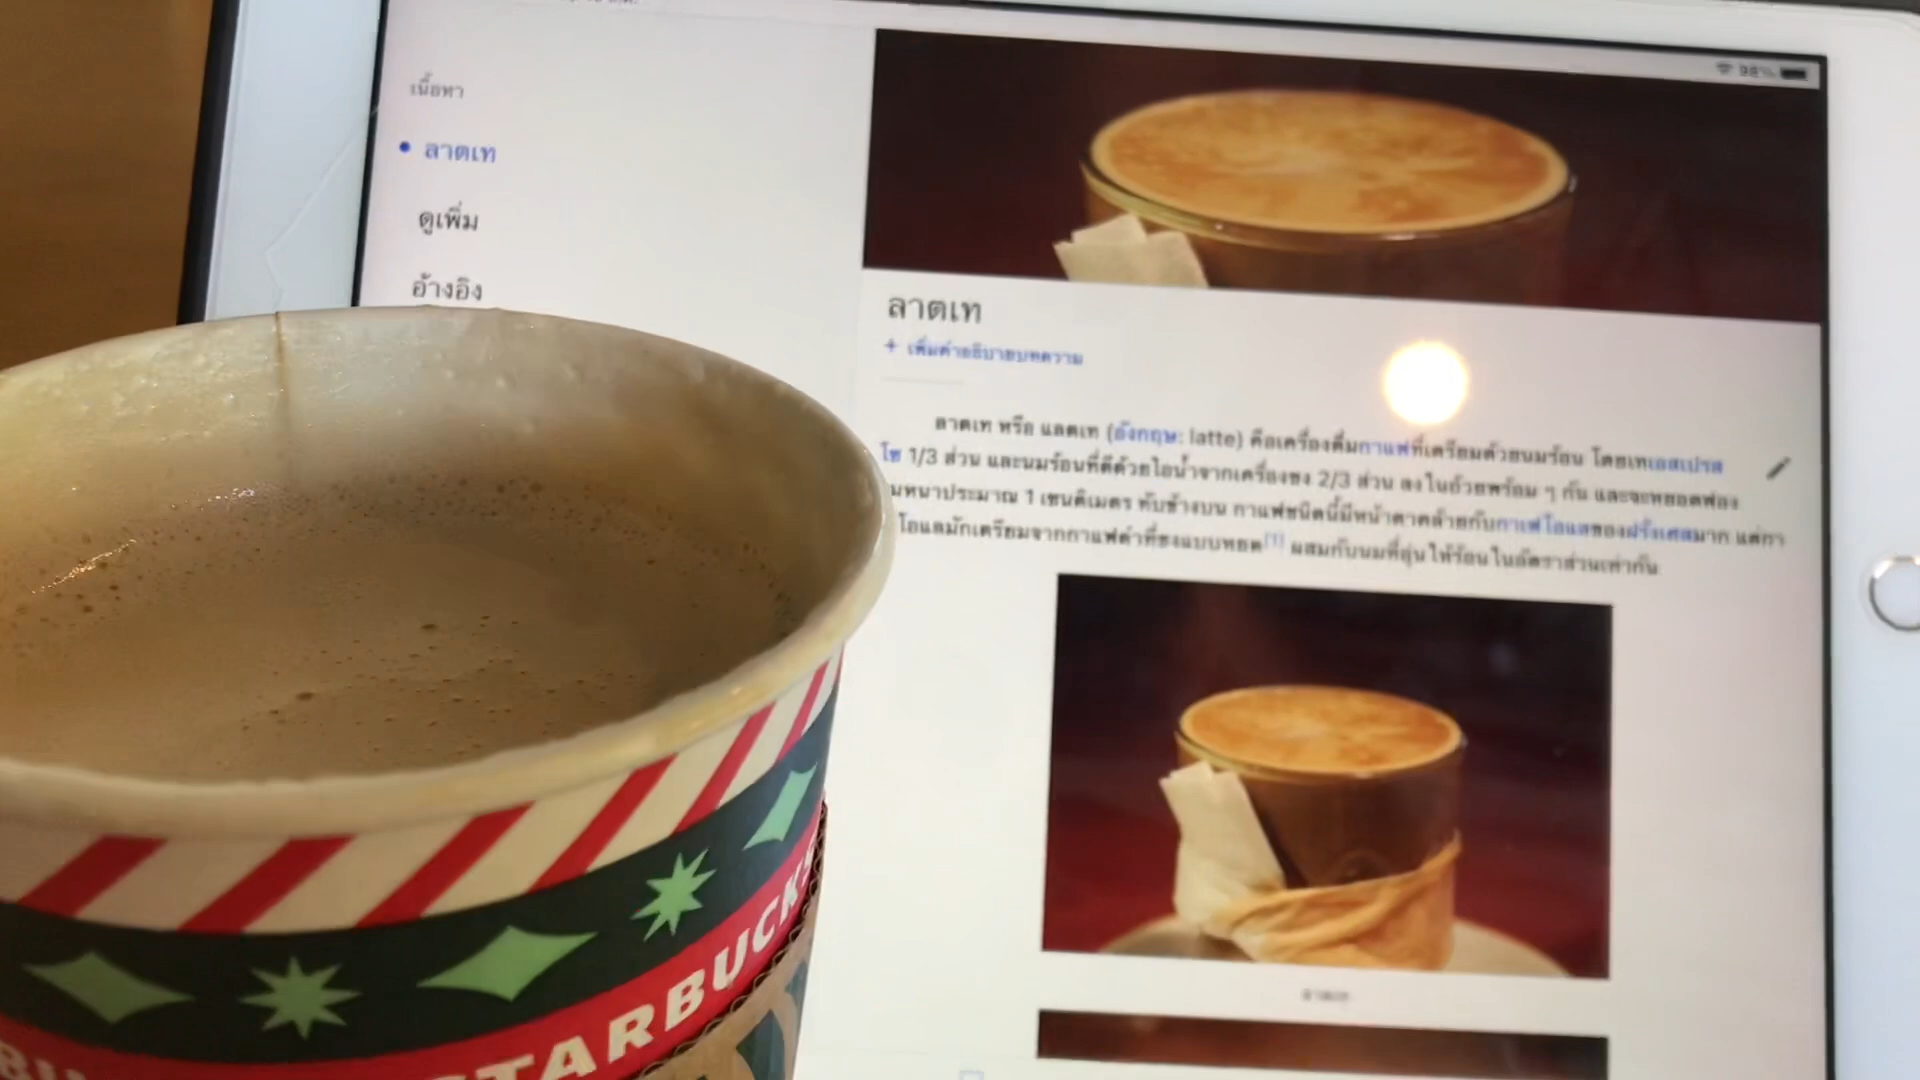 98%
เนื้อหา
ลาตเท
ดูเพิ่ม
อ้างอิง
ลาตเท
+ เพิ่มคำอธิบายบทความ
ลาตเท หรือ แลตเท (อังกฤษ: latte) คือเครื่องดื่มกาแฟที่เตรียมด้วยนมร้อน โดยเทเอสเปรส
โซ 1/3 ส่วน และนมร้อนที่ตีด้วยไอน้ำจากเครื่องชง 2/3 ส่วน ลงในถ้วยพร้อม ๆ กัน และจะหยอดฟอง
นมหนาประมาณ 1 เซนติเมตร ทับข้างบน กาแฟชนิดนี้มีหน้าตาคล้ายกับกาเฟโอแลของฝรั่งเศสมาก แต่กา
โอแลมักเตรียมจากกาแฟดำที่ชงแบบหยด[1] ผสมกับนมที่อุ่นให้ร้อนในอัตราส่วนเท่ากัน
ลาตเท
STARBUCKS